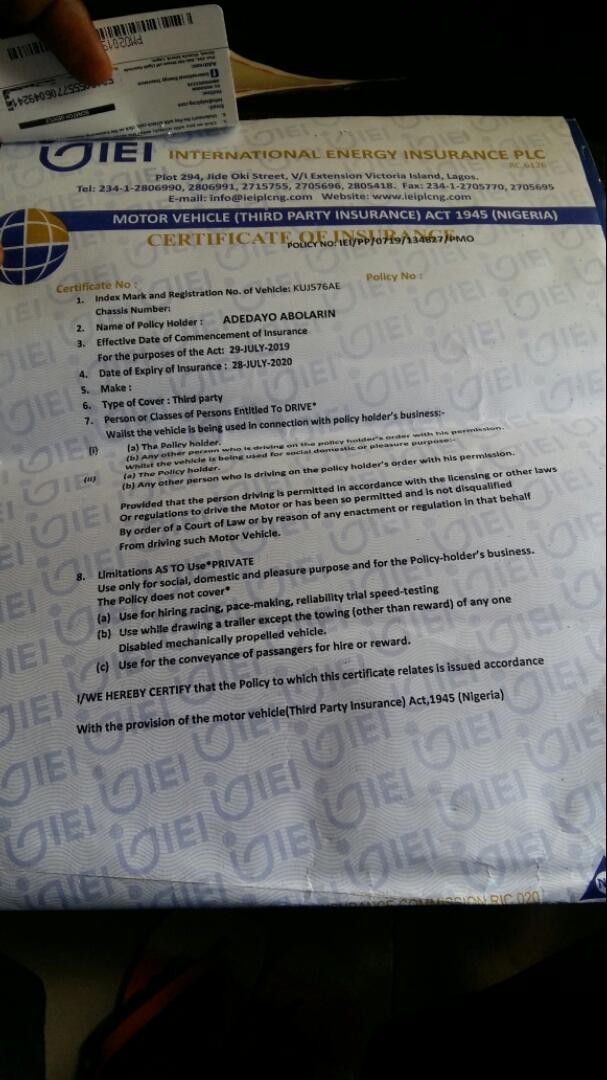 IEI INTERNATIONAL ENERGY INSURANCE PLC
RC.6126
Plot 294, Jide Oki Street, V/I Extension Victoria Island, Lagos.
Tel: 234-1-2806990, 2806991, 2715755, 2705696, 2805418. Fax: 234-1-2705770, 2705695
E-mail: info@ieiplcng.com Website: www.ieiplcng.com
MOTOR VEHICLE (THIRD PARTY INSURANCE) ACT 1945 (NIGERIA)
CERTIFICATE OF INSURANCE
POLICY NO: IEI/PP/0719/134827/PMO
Certificate No : Policy No :
1. Index Mark and Registration No. of Vehicle: KUJ576AE
Chassis Number:
2. Name of Policy Holder : ADEDAYO ABOLARIN
3. Effective Date of Commencement of Insurance
For the purposes of the Act: 29-JULY-2019
4. Date of Expiry of Insurance : 28-JULY-2020
5. Make :
6. Type of Cover : Third party
7. Person or Classes of Persons Entitled To DRIVE*
Wailst the vehicle is being used in connection with policy holder's business:-
(i) (a) The Policy holder.
(b) Any other person who is driving on the policy holder's order with his permission.
Whilst the vehicle is being used for social domestic or pleasure purpose:-
(ii) (a) The Policy holder.
(b) Any other person who is driving on the policy holder's order with his permission.
Provided that the person driving is permitted in accordance with the licensing or other laws
Or regulations to drive the Motor or has been so permitted and is not disqualified
By order of a Court of Law or by reason of any enactment or regulation in that behalf
From driving such Motor Vehicle.
8. Limitations AS TO Use*PRIVATE
Use only for social, domestic and pleasure purpose and for the Policy-holder's business.
The Policy does not cover*
(a) Use for hiring racing, pace-making, reliability trial speed-testing
(b) Use while drawing a trailer except the towing (other than reward) of any one
Disabled mechanically propelled vehicle.
(c) Use for the conveyance of passengers for hire or reward.
I/WE HEREBY CERTIFY that the Policy to which this certificate relates is issued accordance
With the provision of the motor vehicle(Third Party Insurance) Act,1945 (Nigeria)
COMMISSION RIC 020